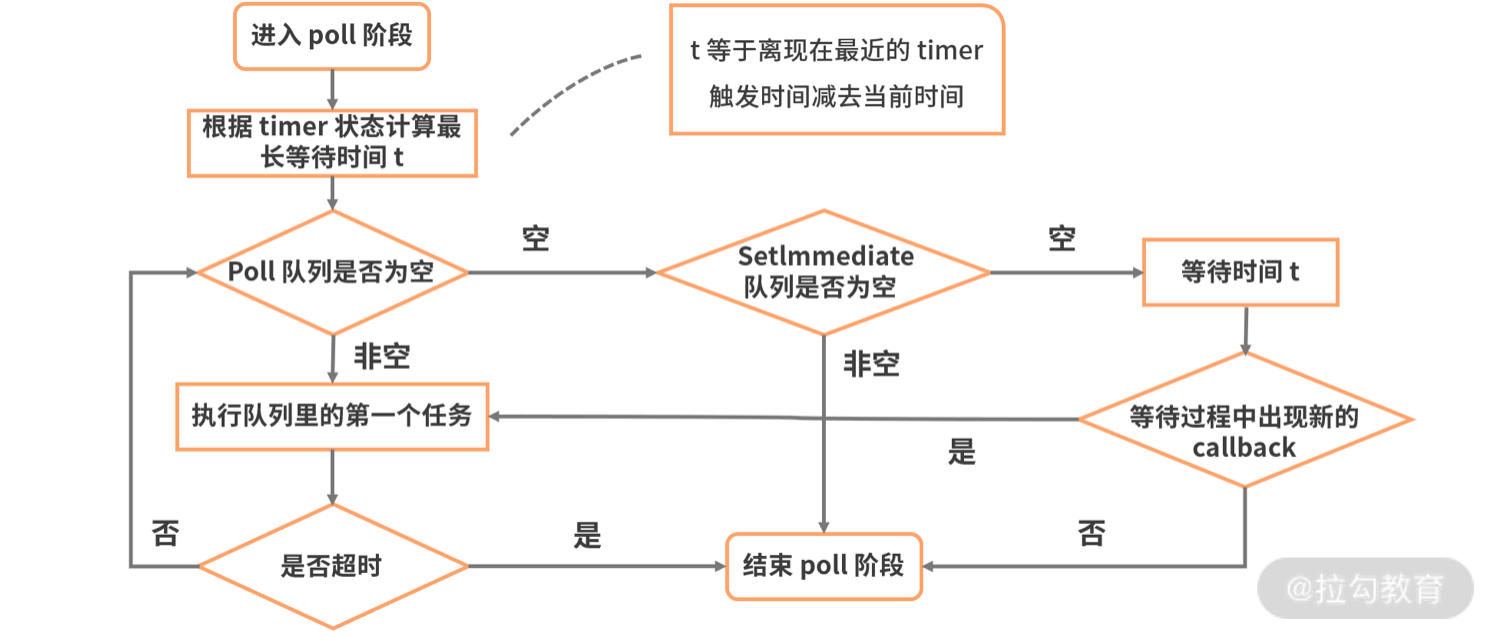 进入 poll 阶段
t 等于离现在最近的 timer
触发时间减去当前时间
根据 timer 状态计算最
长等待时间 t
Poll 队列是否为空
空
Setlmmediate
队列是否为空
空
等待时间 t
非空
非空
执行队列里的第一个任务
等待过程中出现新的
callback
是
否
是否超时
是
结束 poll 阶段
否
@拉勾教育